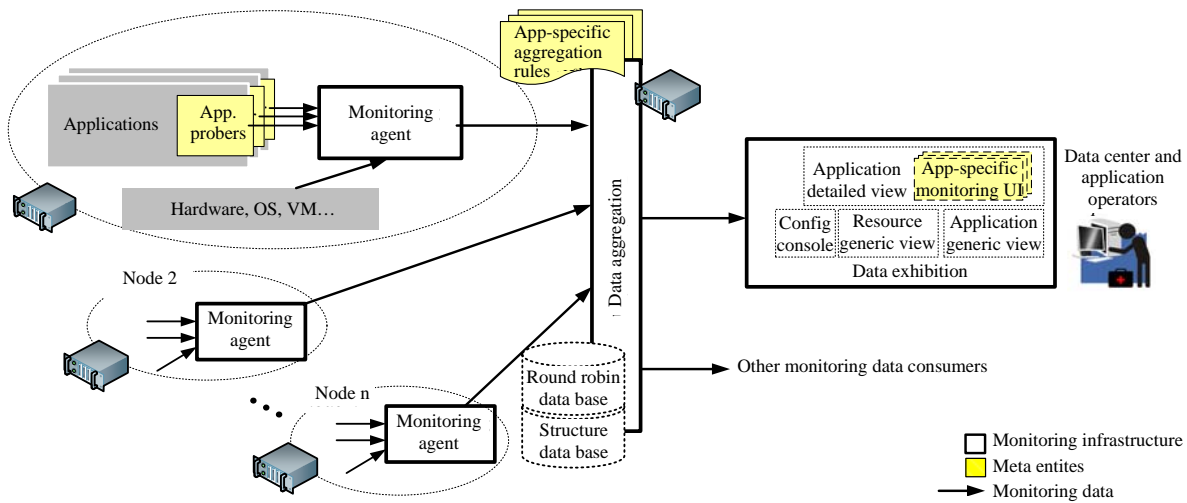 App-specific
aggregation
rules
Applications
App.
probers
Monitoring
agent
Hardware, OS, VM…
Node 2
Monitoring
agent
Node n
Monitoring
agent
↑ Data aggregation
Round robin
data base
Structure
data base
Application
detailed view
App-specific
monitoring UI
Config
console
Resource
generic view
Application
generic view
Data exhibition
Data center and
application
operators
Other monitoring data consumers
Monitoring infrastructure
Meta entites
Monitoring data